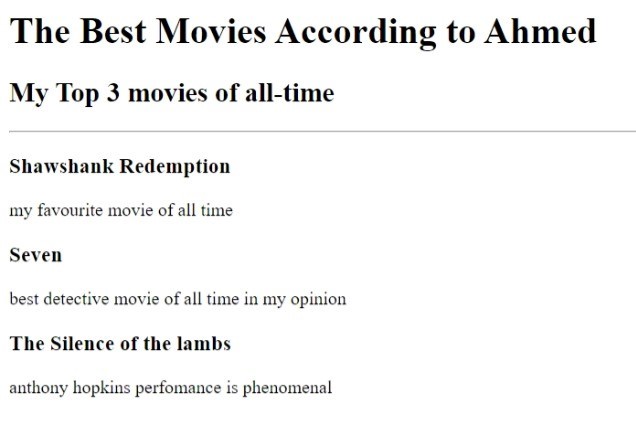 The Best Movies According to Ahmed
My Top 3 movies of all-time
Shawshank Redemption
my favourite movie of all time
Seven
best detective movie of all time in my opinion
The Silence of the lambs
anthony hopkins perfomance is phenomenal